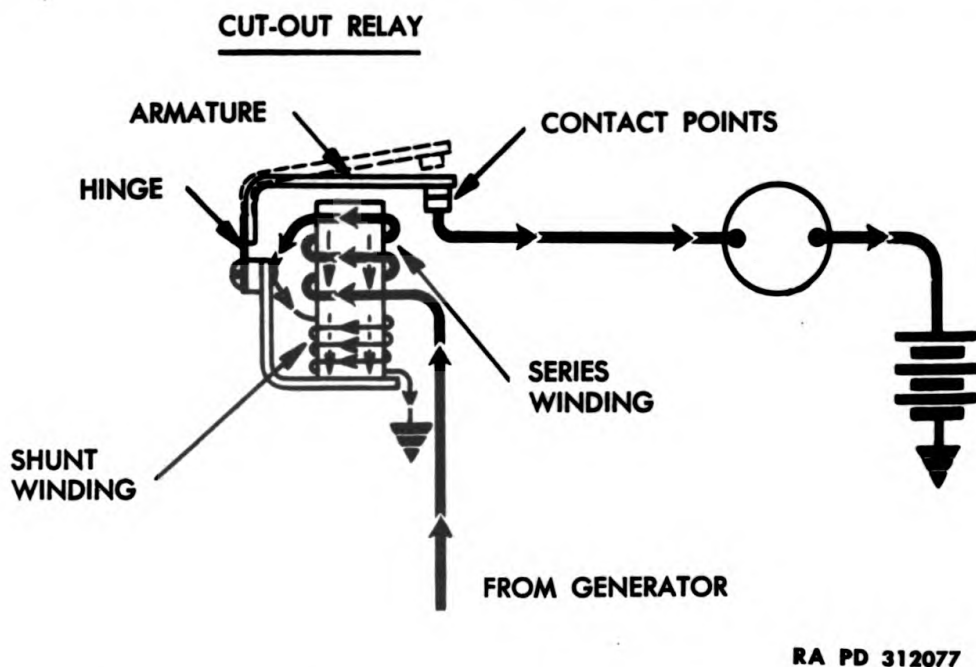 CUT-OUT RELAY
ARMATURE
CONTACT POINTS
HINGE
SERIES
WINDING
SHUNT
WINDING
FROM GENERATOR
RA PD 312077